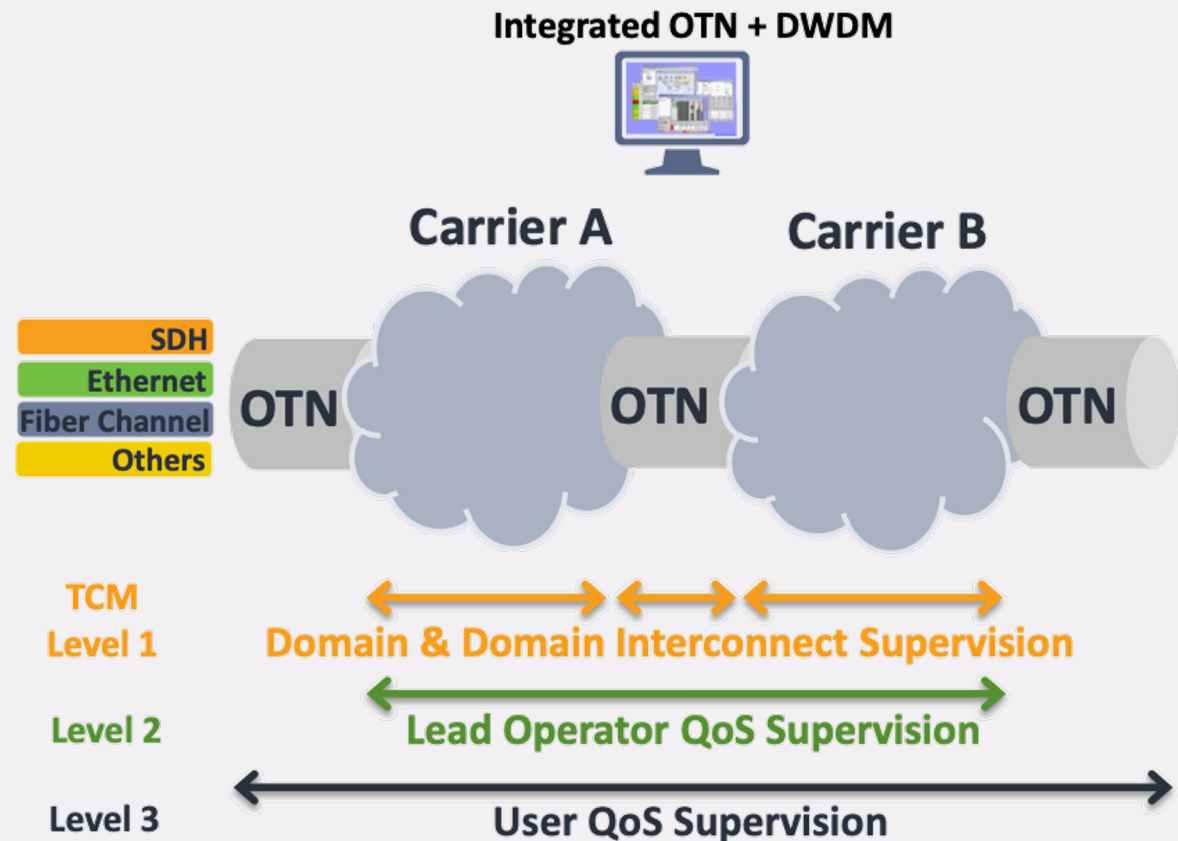 Integrated OTN + DWDM
Carrier A
Carrier B
SDH
Ethernet
Fiber Channel
Others
OTN
OTN
OTN
TCM
Level 1
Domain & Domain Interconnect Supervision
Level 2
Lead Operator QoS Supervision
Level 3
User QoS Supervision